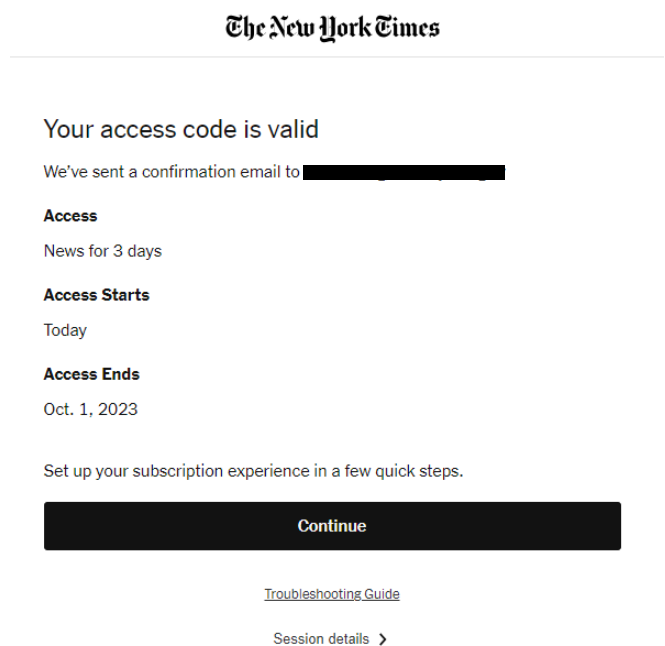 The New York Times
Your access code is valid
We've sent a confirmation email to
Access
News for 3 days
Access Starts
Today
Access Ends
Oct. 1, 2023
Set up your subscription experience in a few quick steps.
Continue
Troubleshooting Guide
Session details